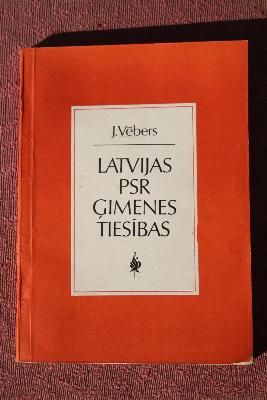 J.Vēbers
LATVIJAS
PSR
ĢIMENES
TIESĪBAS